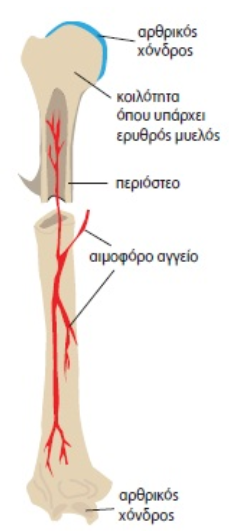 αρθρικός
χόνδρος
κοιλότητα
όπου υπάρχει
ερυθρός μυελός
περιόστεο
αιμοφόρο αγγείο
αρθρικός
χόνδρος